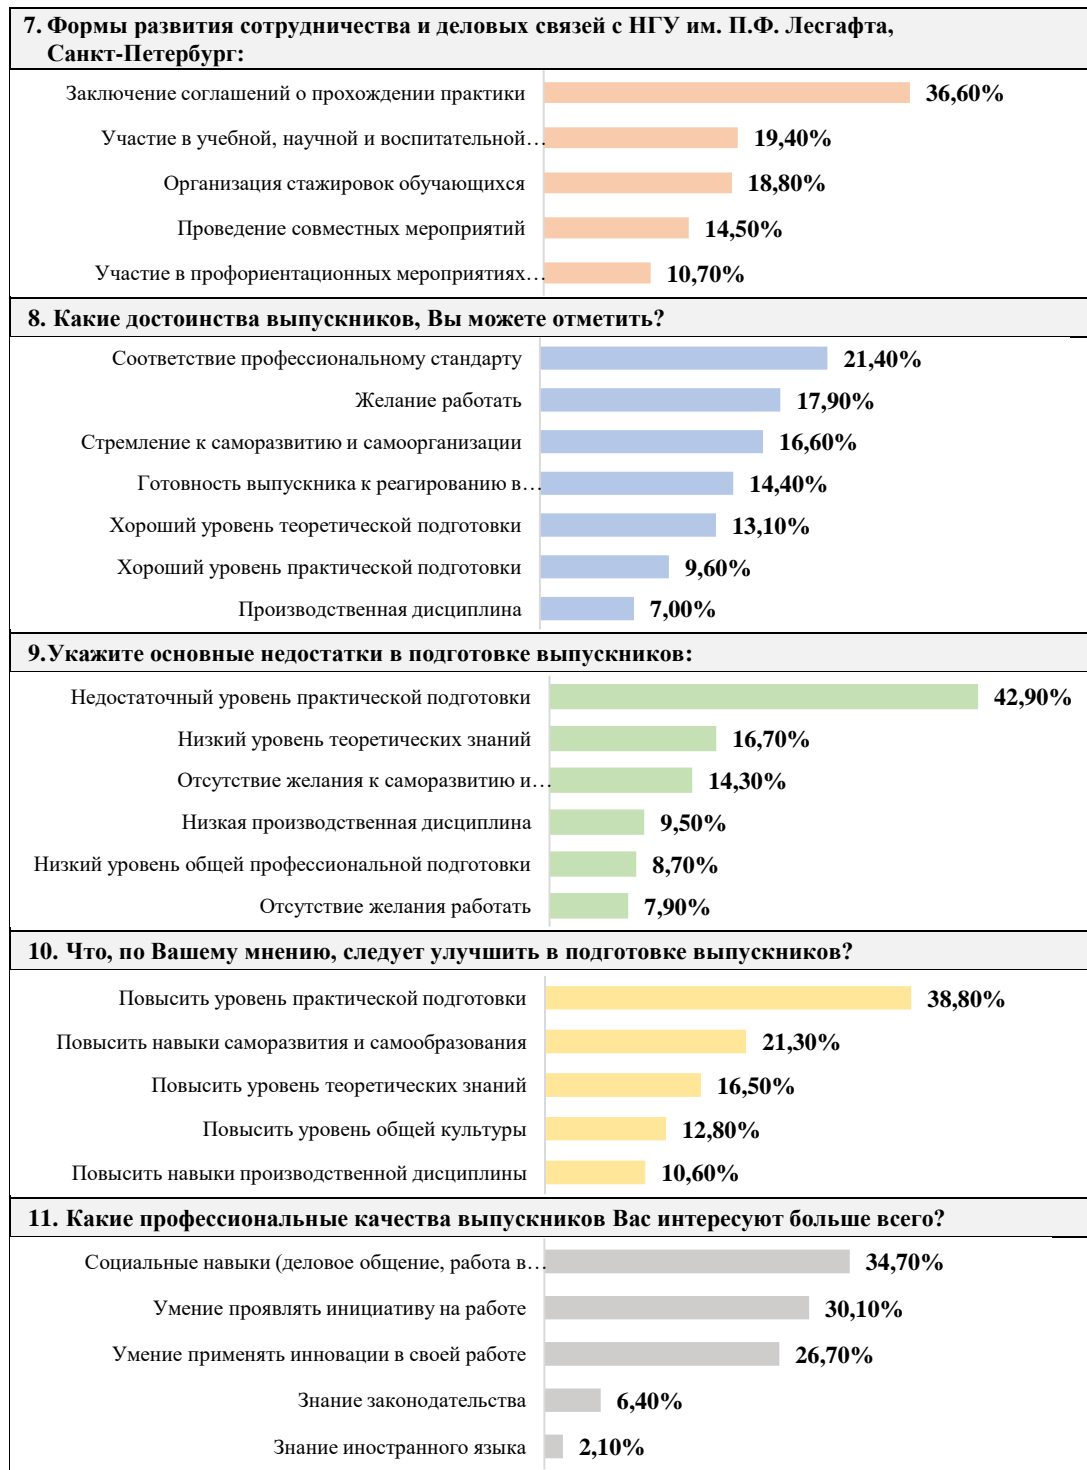 7. Формы развития сотрудничества и деловых связей с НГУ им. П.Ф. Лесгафта,
Санкт-Петербург:
Заключение соглашений о прохождении практики 36,60%
Участие в учебной, научной и воспитательной… 19,40%
Организация стажировок обучающихся 18,80%
Проведение совместных мероприятий 14,50%
Участие в профориентационных мероприятиях… 10,70%
8. Какие достоинства выпускников, Вы можете отметить?
Соответствие профессиональному стандарту 21,40%
Желание работать 17,90%
Стремление к саморазвитию и самоорганизации 16,60%
Готовность выпускника к реагированию в… 14,40%
Хороший уровень теоретической подготовки 13,10%
Хороший уровень практической подготовки 9,60%
Производственная дисциплина 7,00%
9.Укажите основные недостатки в подготовке выпускников:
Недостаточный уровень практической подготовки 42,90%
Низкий уровень теоретических знаний 16,70%
Отсутствие желания к саморазвитию и… 14,30%
Низкая производственная дисциплина 9,50%
Низкий уровень общей профессиональной подготовки 8,70%
Отсутствие желания работать 7,90%
10. Что, по Вашему мнению, следует улучшить в подготовке выпускников?
Повысить уровень практической подготовки 38,80%
Повысить навыки саморазвития и самообразования 21,30%
Повысить уровень теоретических знаний 16,50%
Повысить уровень общей культуры 12,80%
Повысить навыки производственной дисциплины 10,60%
11. Какие профессиональные качества выпускников Вас интересуют больше всего?
Социальные навыки (деловое общение, работа в… 34,70%
Умение проявлять инициативу на работе 30,10%
Умение применять инновации в своей работе 26,70%
Знание законодательства 6,40%
Знание иностранного языка 2,10%